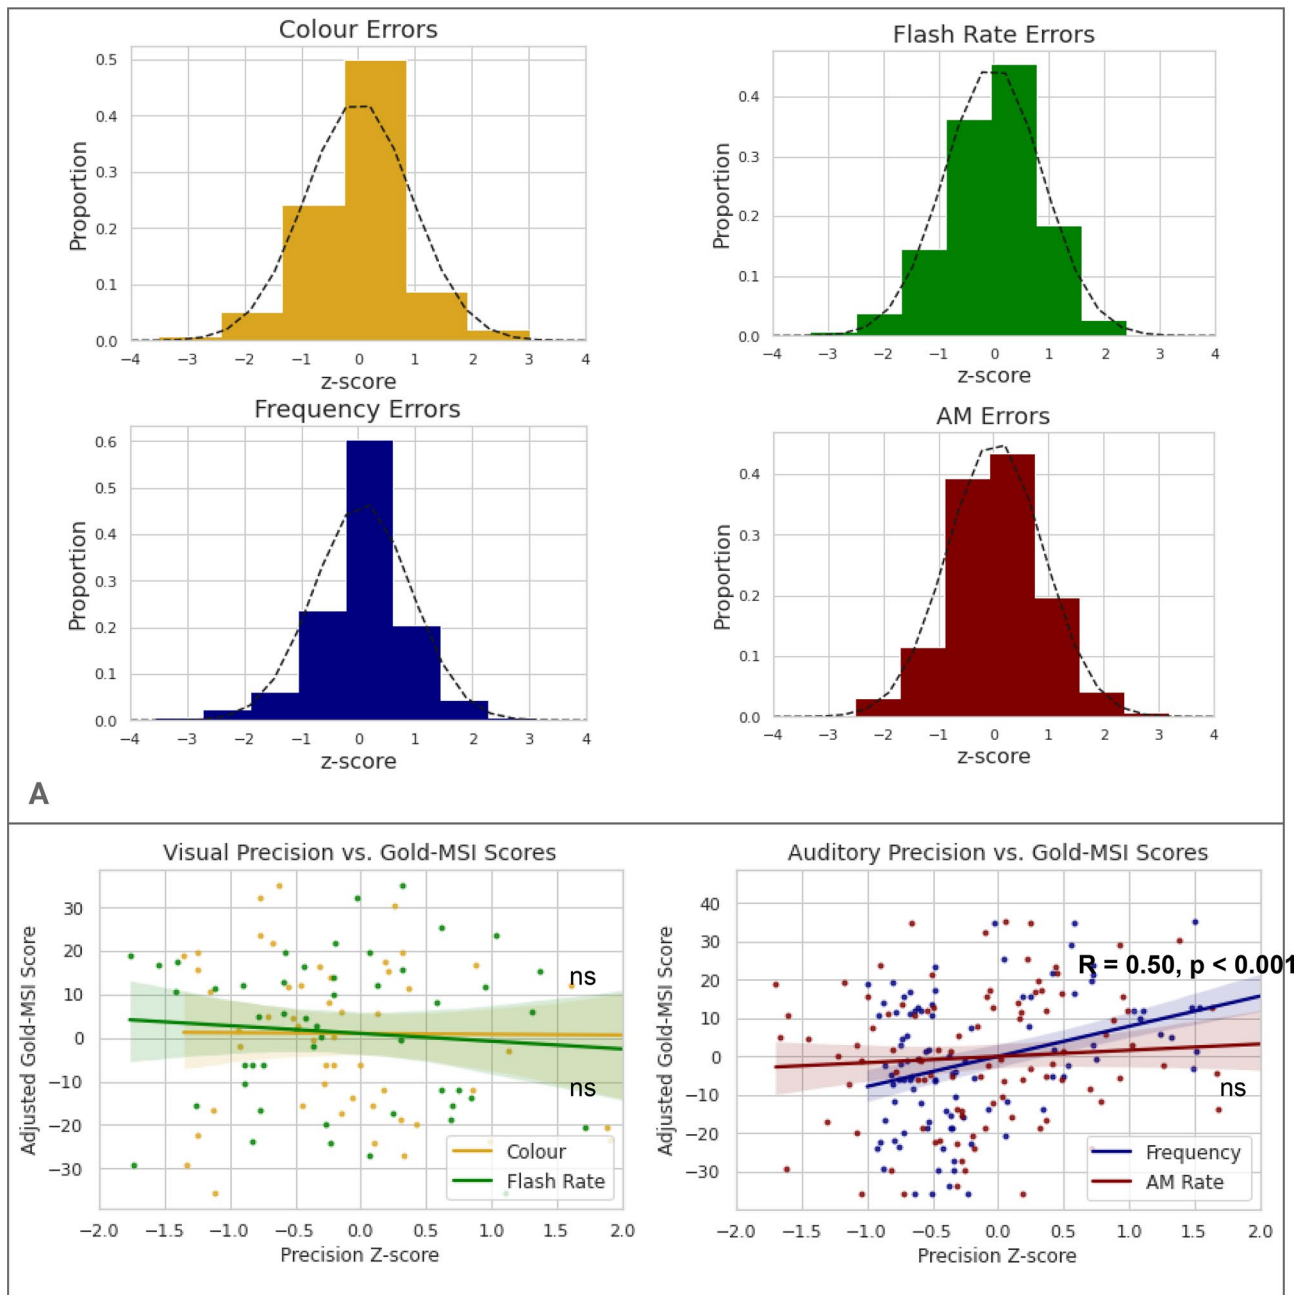 Colour Errors
0.5
0.4
0.3
0.2
0.1
0.0
Proportion
−4 −3 −2 −1 0 1 2 3 4
z-score
Flash Rate Errors
0.4
0.3
0.2
0.1
0.0
Proportion
−4 −3 −2 −1 0 1 2 3 4
z-score
Frequency Errors
0.6
0.5
0.4
0.3
0.2
0.1
0.0
Proportion
−4 −3 −2 −1 0 1 2 3 4
z-score
AM Errors
0.4
0.3
0.2
0.1
0.0
Proportion
−4 −3 −2 −1 0 1 2 3 4
z-score
A
Visual Precision vs. Gold-MSI Scores
30
20
10
0
−10
−20
−30
Adjusted Gold-MSI Score
ns
ns
Colour
Flash Rate
−2.0 −1.5 −1.0 −0.5 0.0 0.5 1.0 1.5 2.0
Precision Z-score
Auditory Precision vs. Gold-MSI Scores
40
30
20
10
0
−10
−20
−30
Adjusted Gold-MSI Score
R = 0.50, p < 0.001
ns
Frequency
AM Rate
−2.0 −1.5 −1.0 −0.5 0.0 0.5 1.0 1.5 2.0
Precision Z-score